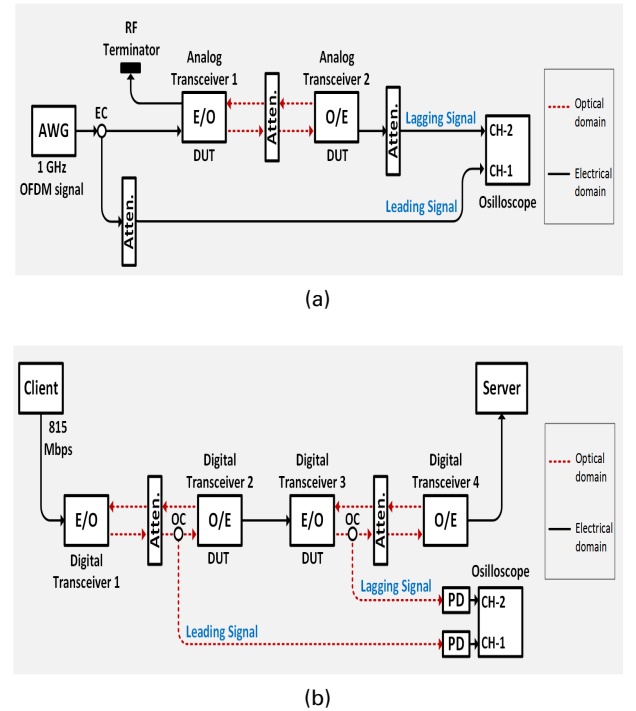 RF
Terminator
Analog
Transceiver 1
Analog
Transceiver 2
EC
AWG
E/O
Atten.
O/E
Atten.
Lagging Signal
CH-2
CH-1
1 GHz
OFDM signal
DUT
DUT
Atten.
Leading Signal
Osilloscope
Optical
domain
Electrical
domain
(a)
Client
Server
815
Mbps
Digital
Transceiver 2
Digital
Transceiver 3
Digital
Transceiver 4
E/O
Atten.
OC
O/E
E/O
OC
Atten.
O/E
Digital
Transceiver 1
DUT
DUT
Osilloscope
Lagging Signal
PD
CH-2
Leading Signal
PD
CH-1
Optical
domain
Electrical
domain
(b)